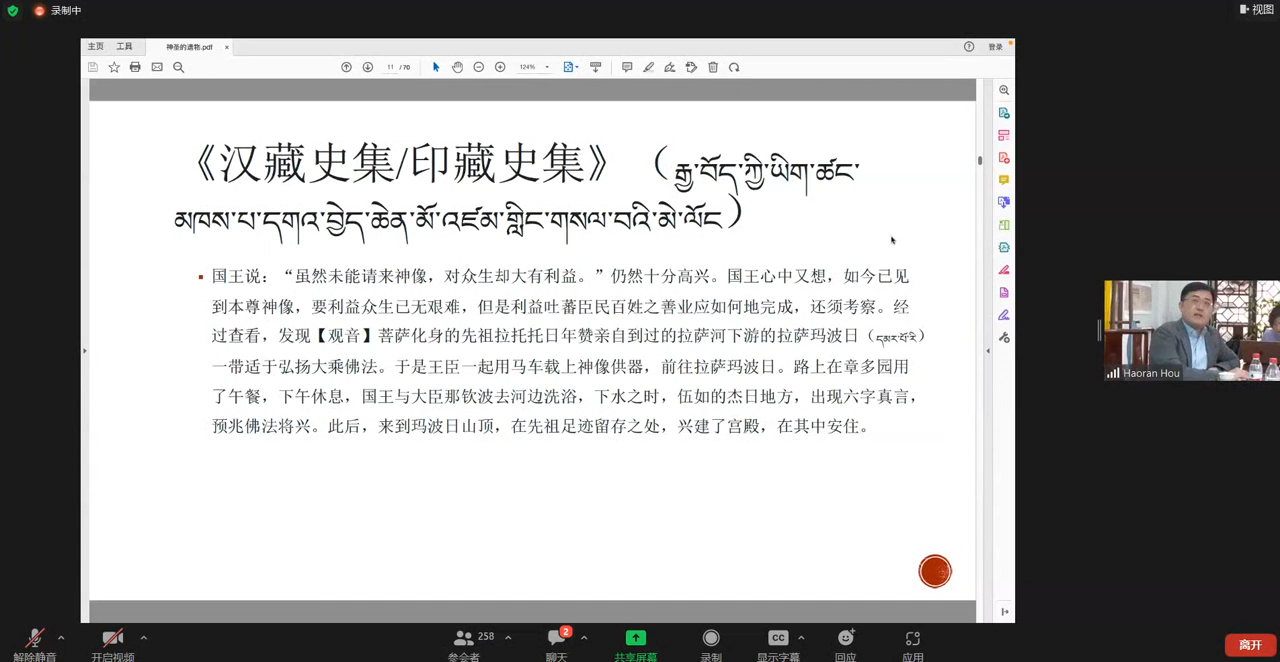 录制中
视图
主页 工具 神圣的遗物.pdf × 登录
11 / 70 124%
《汉藏史集/印藏史集》（རྒྱ་བོད་ཀྱི་ཡིག་ཚང་
མཁས་པ་དགའ་བྱེད་ཆེན་མོ་འཛམ་གླིང་གསལ་བའི་མེ་ལོང）
国王说：“虽然未能请来神像，对众生却大有利益。”仍然十分高兴。国王心中又想，如今已见
到本尊神像，要利益众生已无艰难，但是利益吐蕃臣民百姓之善业应如何地完成，还须考察。经
过查看，发现【观音】菩萨化身的先祖拉托托日年赞亲自到过的拉萨河下游的拉萨玛波日（དམར་པོ་རི）
一带适于弘扬大乘佛法。于是王臣一起用马车载上神像供器，前往拉萨玛波日。路上在章多园用
了午餐，下午休息，国王与大臣那钦波去河边洗浴，下水之时，伍如的杰日地方，出现六字真言，
预兆佛法将兴。此后，来到玛波日山顶，在先祖足迹留存之处，兴建了宫殿，在其中安住。
Haoran Hou
258 2 CC
解除静音 开启视频 参会者 聊天 共享屏幕 录制 显示字幕 回应 应用 离开